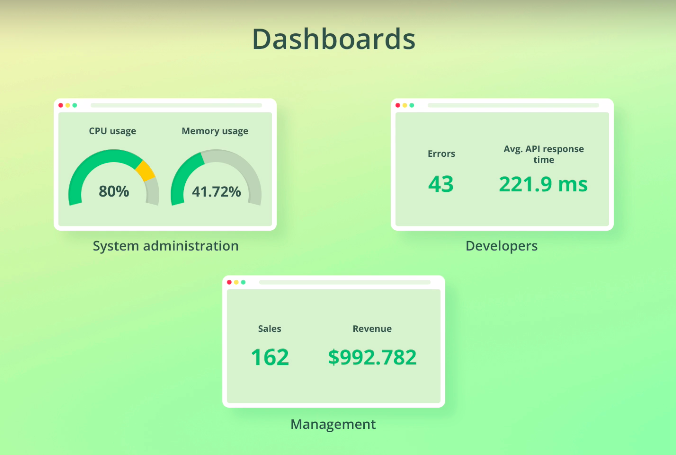 Dashboards
CPU usage
Memory usage
80%
41.72%
System administration
Errors
Avg. API response
time
43
221.9 ms
Developers
Sales
Revenue
162
$992.782
Management